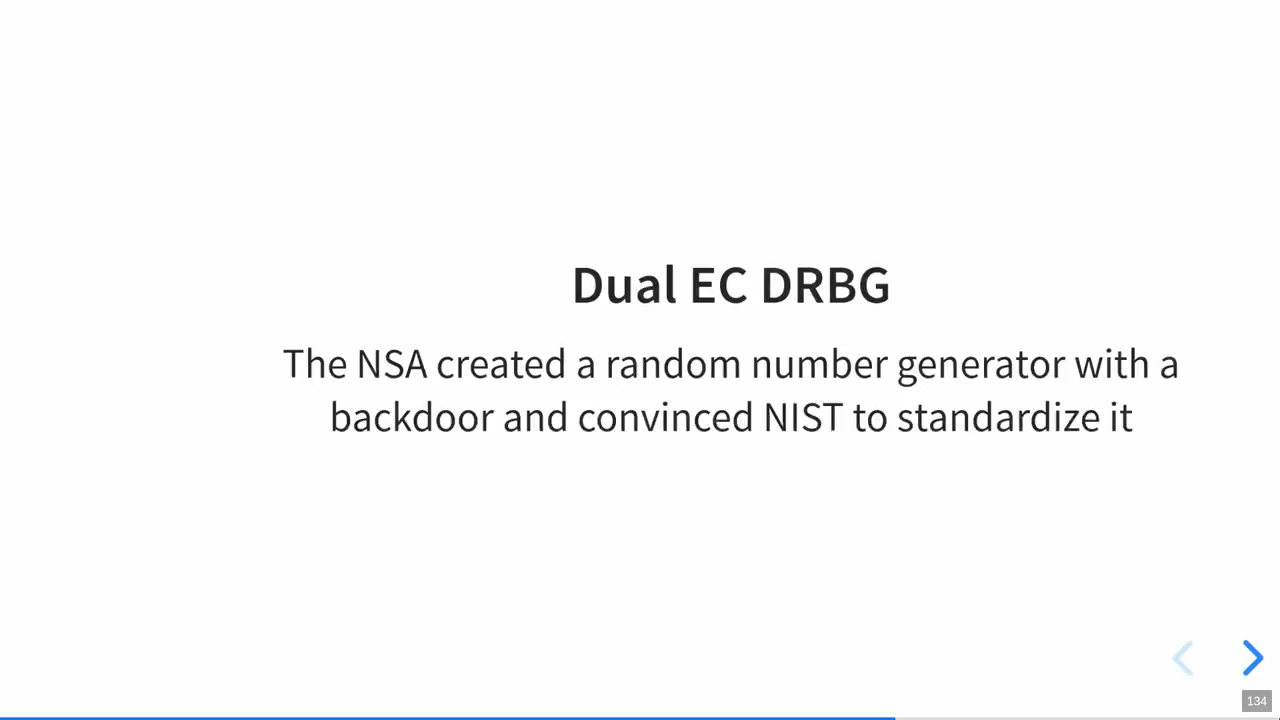 Dual EC DRBG
The NSA created a random number generator with a
backdoor and convinced NIST to standardize it
134